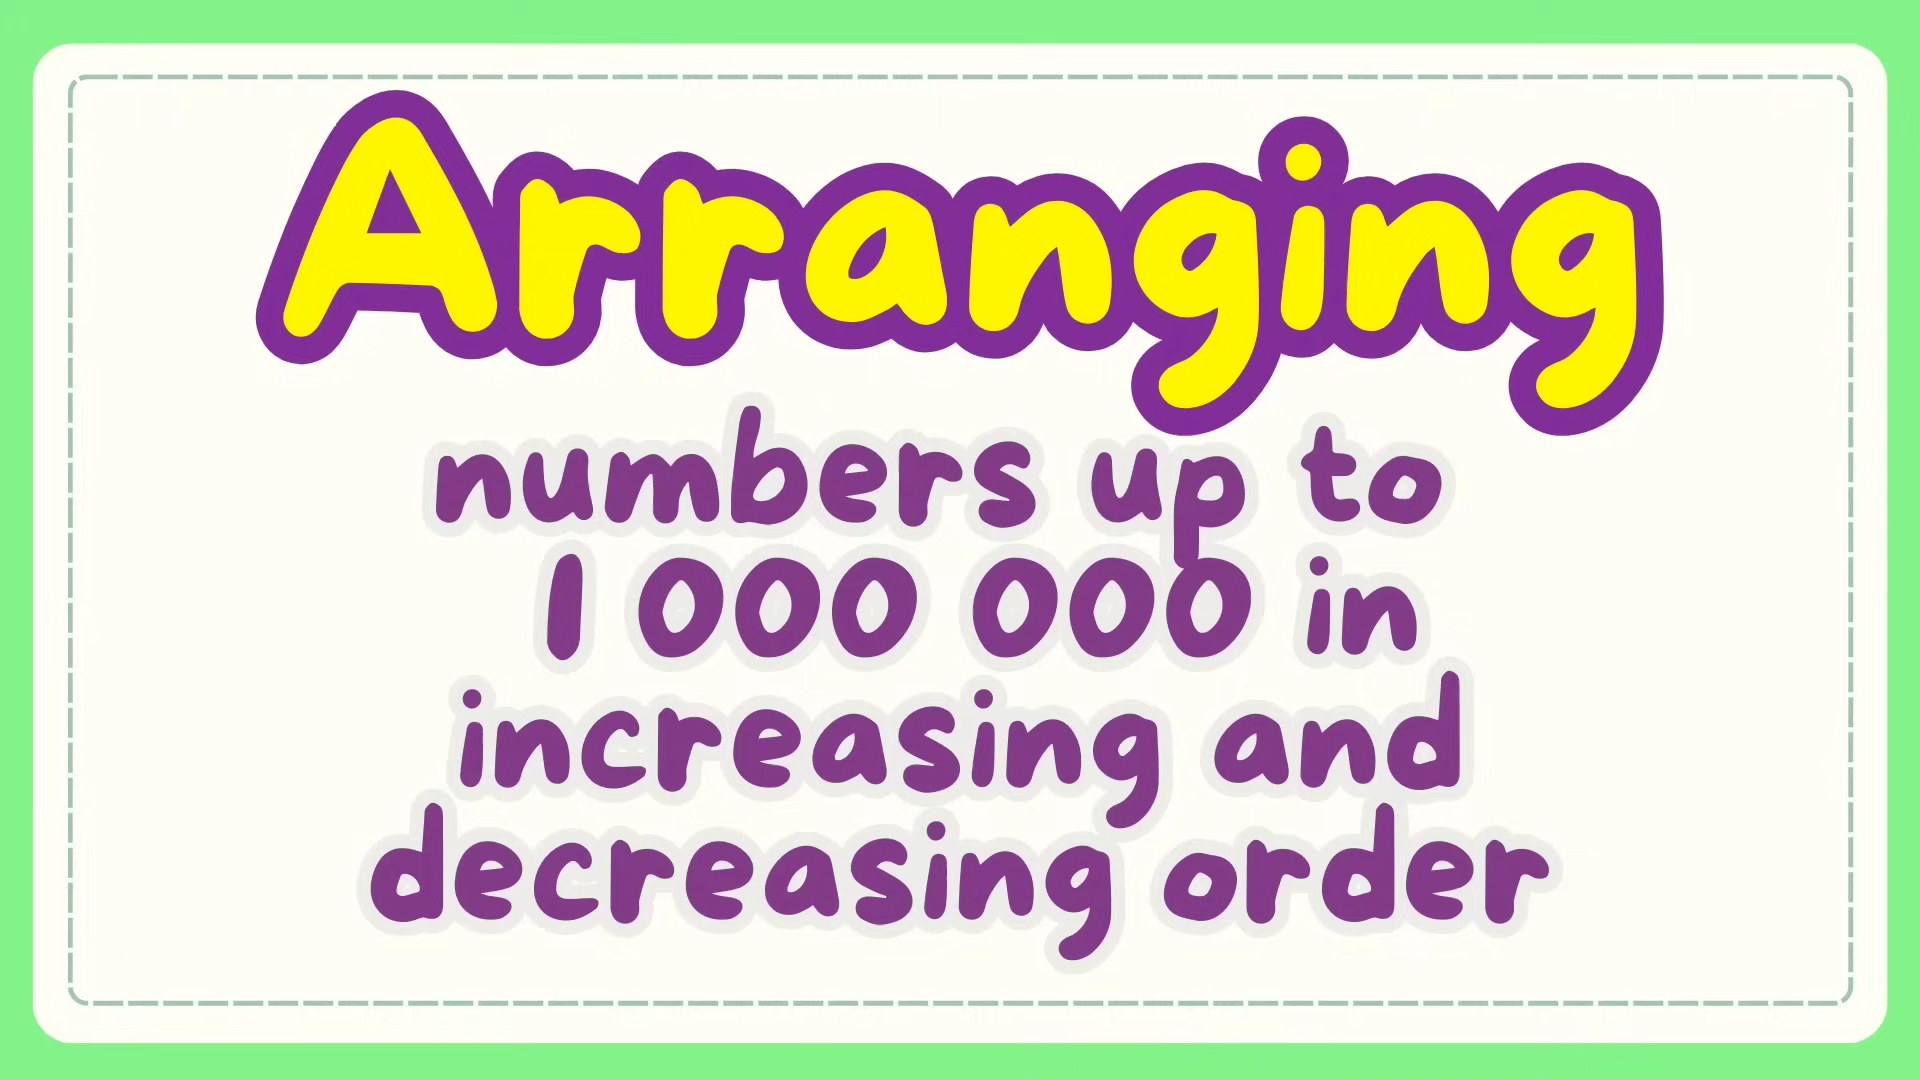 Arranging
numbers up to
1 000 000 in
increasing and
decreasing order